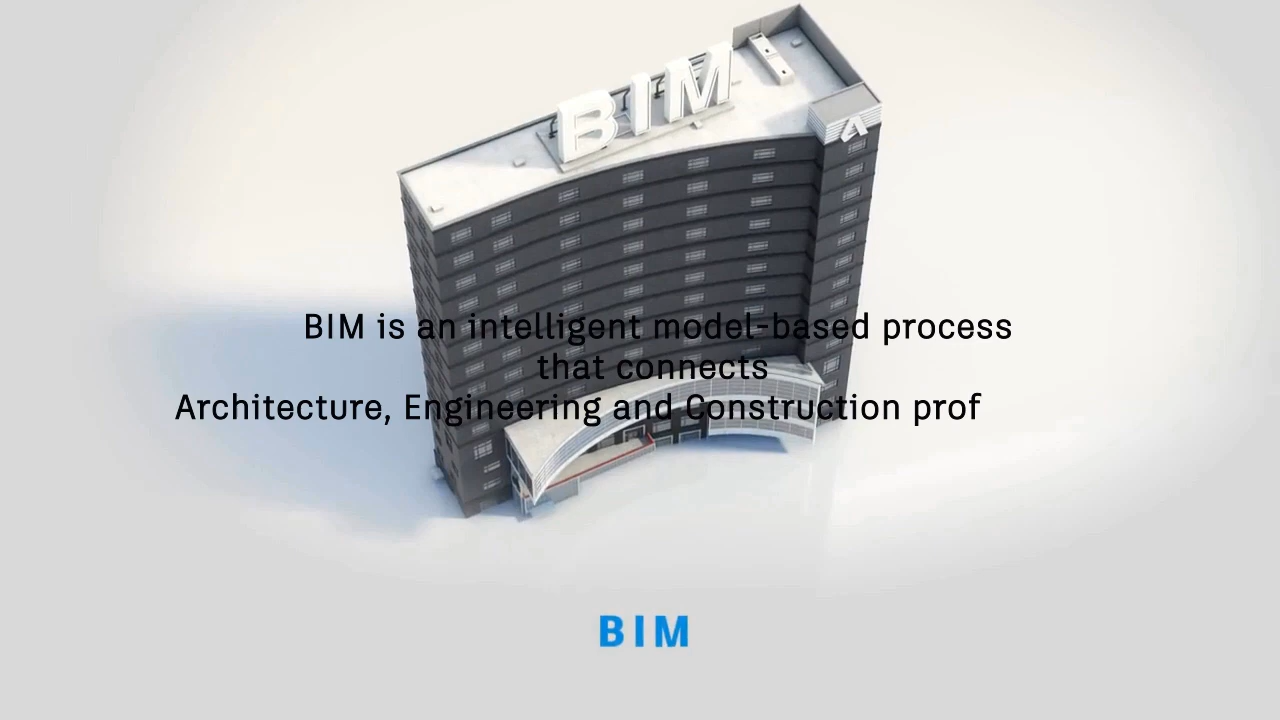 BIM
BIM is an intelligent model-based process
that connects
Architecture, Engineering and Construction prof
BIM